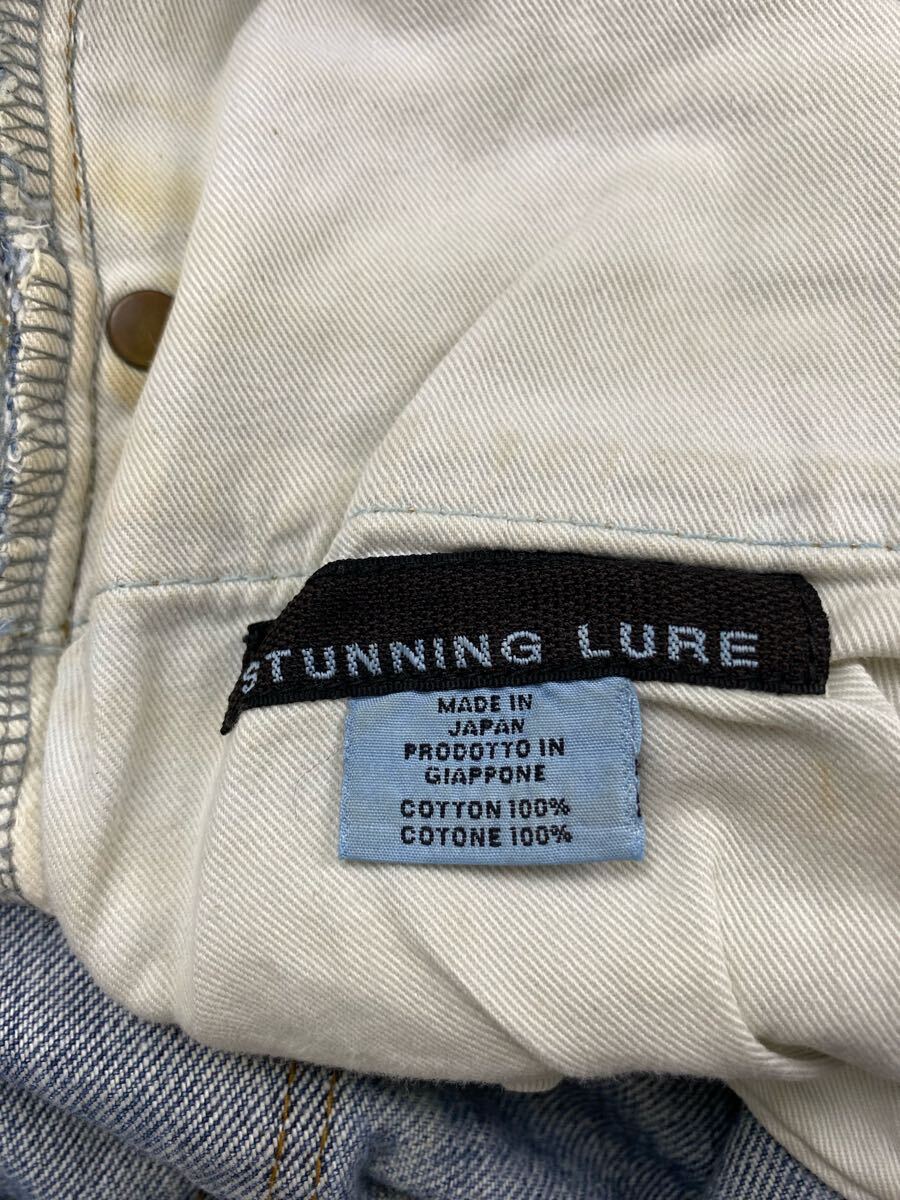 STUNNING LURE
MADE IN
JAPAN
PRODOTTO IN
GIAPPONE
COTTON 100%
COTONE 100%